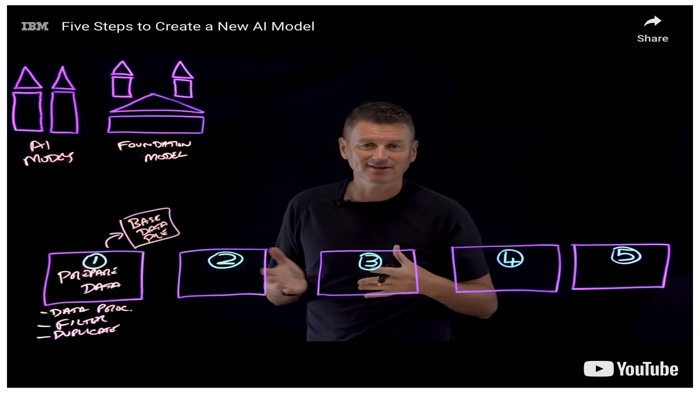 IBM Five Steps to Create a New AI Model
Share
AI
MODELS
FOUNDATION
MODEL
BASE
DATA
PILE
1
2
3
4
5
PREPARE
DATA
- DATA PROC.
- FILTER
- DUPLICATE
YouTube